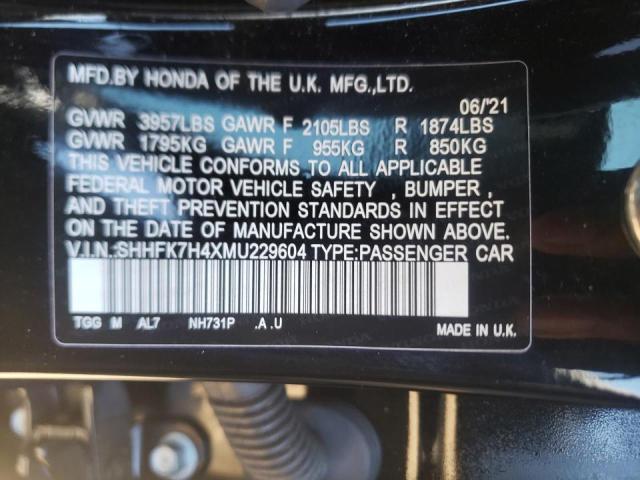 MFD.BY HONDA OF THE U.K. MFG.,LTD.
06/'21
GVWR 3957LBS GAWR F 2105LBS R 1874LBS
GVWR 1795KG GAWR F 955KG R 850KG
THIS VEHICLE CONFORMS TO ALL APPLICABLE
FEDERAL MOTOR VEHICLE SAFETY , BUMPER ,
AND THEFT PREVENTION STANDARDS IN EFFECT
ON THE DATE OF MANUFACTURE SHOWN ABOVE.
V.I.N.:SHHFK7H4XMU229604 TYPE:PASSENGER CAR
TGG M AL7 NH731P .A .U MADE IN U.K.